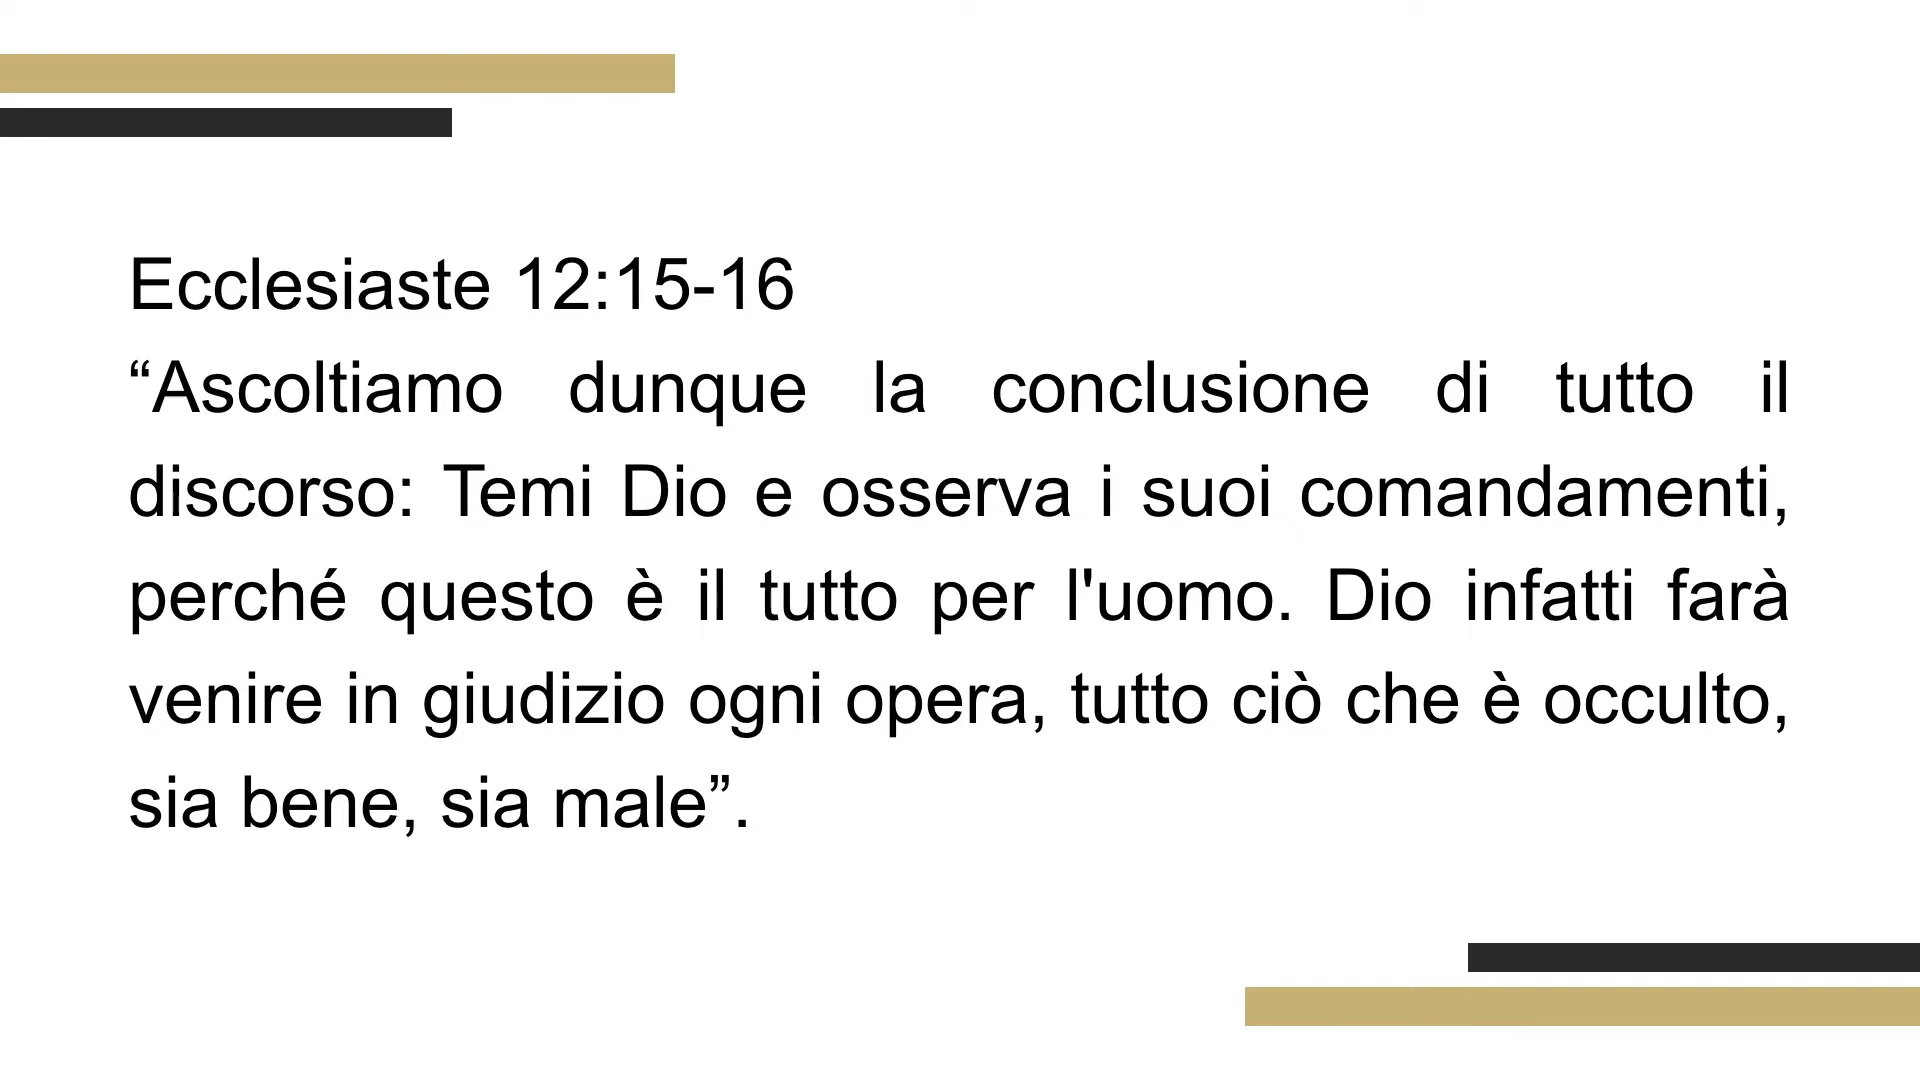 Ecclesiaste 12:15-16
“Ascoltiamo dunque la conclusione di tutto il
discorso: Temi Dio e osserva i suoi comandamenti,
perché questo è il tutto per l'uomo. Dio infatti farà
venire in giudizio ogni opera, tutto ciò che è occulto,
sia bene, sia male”.